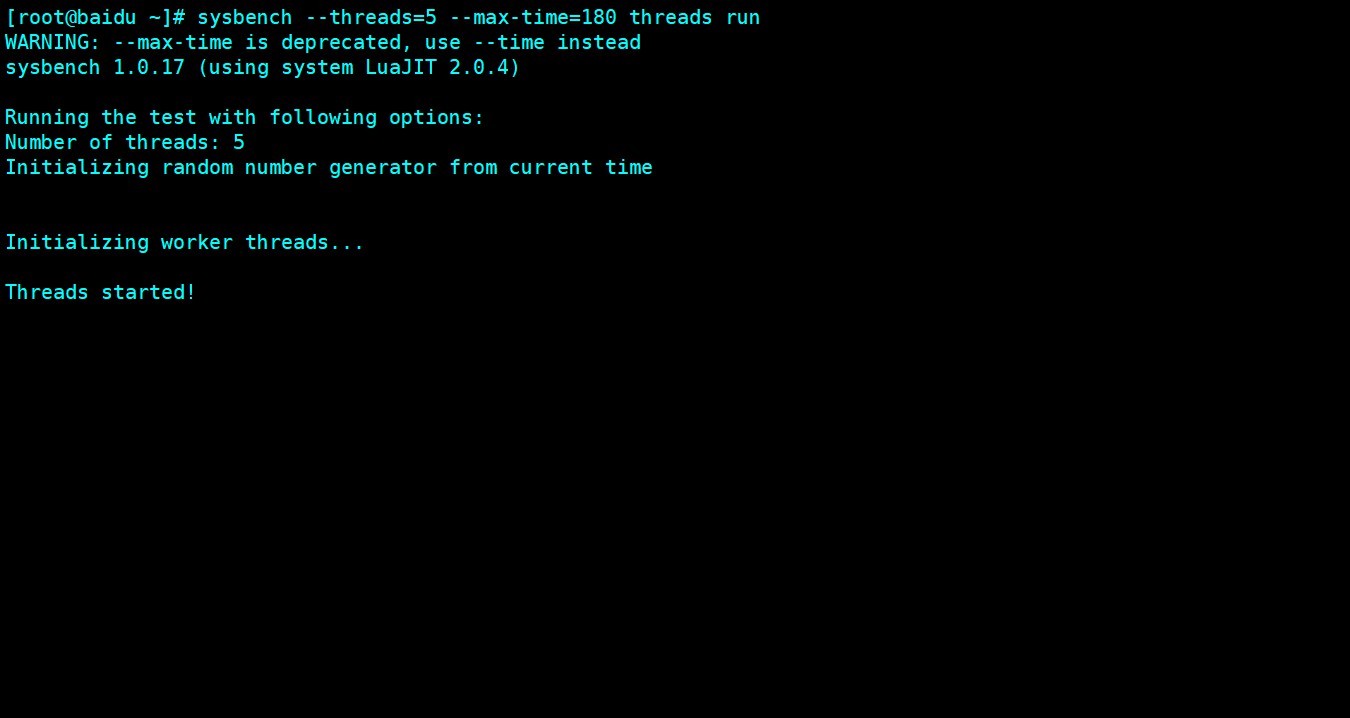 [root@baidu ~]# sysbench --threads=5 --max-time=180 threads run
WARNING: --max-time is deprecated, use --time instead
sysbench 1.0.17 (using system LuaJIT 2.0.4)
Running the test with following options:
Number of threads: 5
Initializing random number generator from current time
Initializing worker threads...
Threads started!